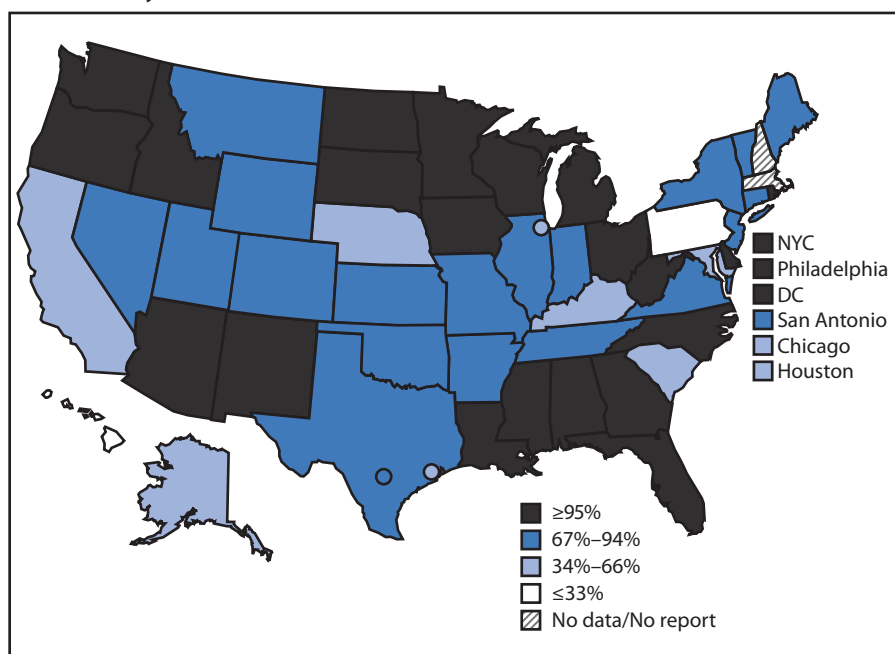 NYC
Philadelphia
DC
San Antonio
Chicago
Houston
≥95%
67%–94%
34%–66%
≤33%
No data/No report